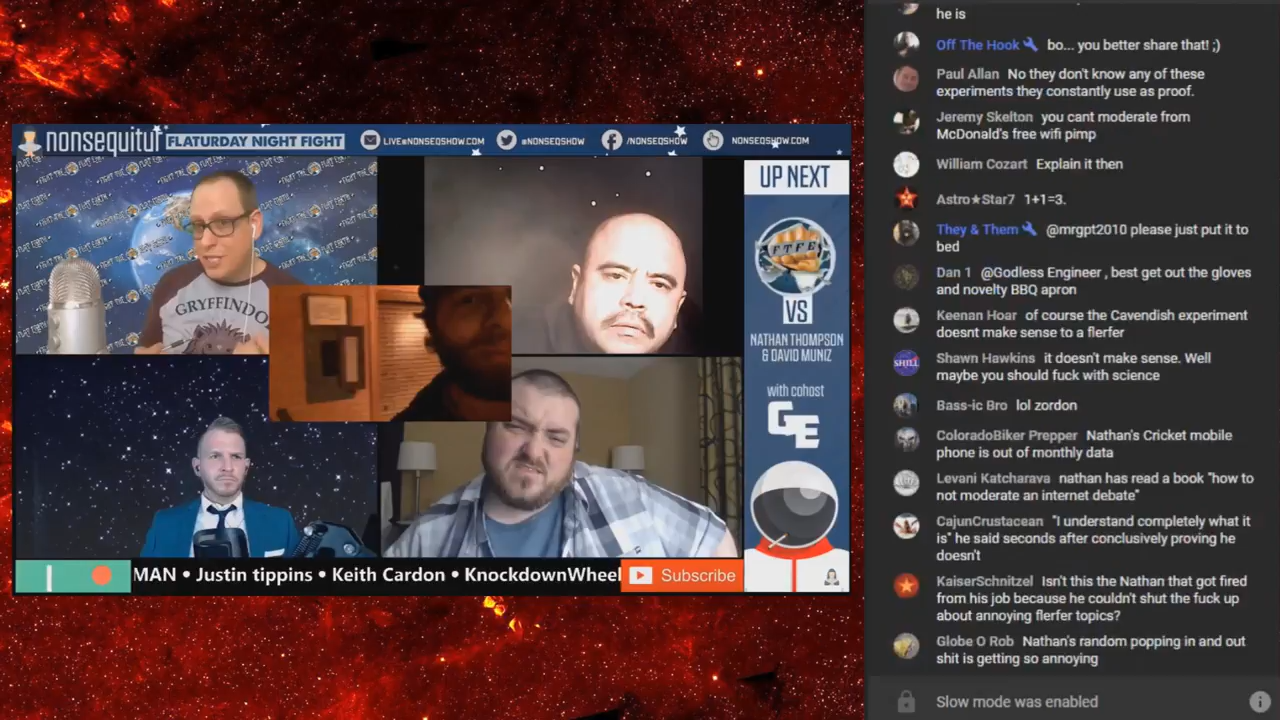 nonsequitur FLATURDAY NIGHT FIGHT LIVE@NONSEQSHOW.COM @NONSEQSHOW /NONSEQSHOW NONSEQSHOW.COM
UP NEXT
FTFE
VS
NATHAN THOMPSON
& DAVID MUNIZ
with cohost
GE
GRYFFINDO
MAN • Justin tippins • Keith Cardon • KnockdownWheel
Subscribe
he is
Off The Hook bo... you better share that! ;)
Paul Allan No they don't know any of these
experiments they constantly use as proof.
Jeremy Skelton you cant moderate from
McDonald's free wifi pimp
William Cozart Explain it then
Astro★Star7 1+1=3.
They & Them @mrgpt2010 please just put it to
bed
Dan 1 @Godless Engineer , best get out the gloves
and novelty BBQ apron
Keenan Hoar of course the Cavendish experiment
doesnt make sense to a flerfer
Shawn Hawkins it doesn't make sense. Well
maybe you should fuck with science
Bass-ic Bro lol zordon
ColoradoBiker Prepper Nathan's Cricket mobile
phone is out of monthly data
Levani Katcharava nathan has read a book "how to
not moderate an internet debate"
CajunCrustacean "I understand completely what it
is" he said seconds after conclusively proving he
doesn't
KaiserSchnitzel Isn't this the Nathan that got fired
from his job because he couldn't shut the fuck up
about annoying flerfer topics?
Globe O Rob Nathan's random popping in and out
shit is getting so annoying
Slow mode was enabled